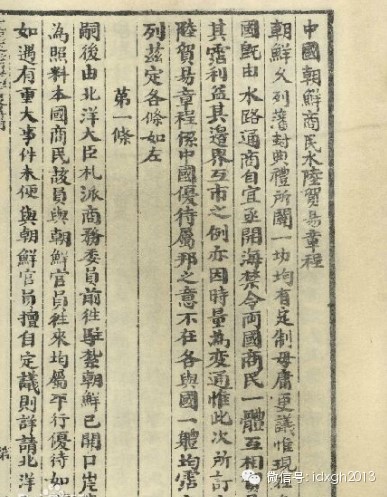 中國朝鮮商民水陸貿易章程
朝鮮久列藩封典禮所關一切均有定制毋庸更議惟現在
國既由水路通商自宜亟開海禁令兩國商民一體互相
其霑利益其邊界互市之例亦因時量為變通惟此次所訂
陸貿易章程係中國優待屬邦之意不在各與國一體均霑
列茲定各條如左
第一條
嗣後由北洋大臣札派商務委員前往駐紮朝鮮已開口岸
為照料本國商民該員與朝鮮官員往來均屬平行優待如
如遇有重大事件未便與朝鮮官員擅自定議則詳請北洋
微信号: idxgh2013